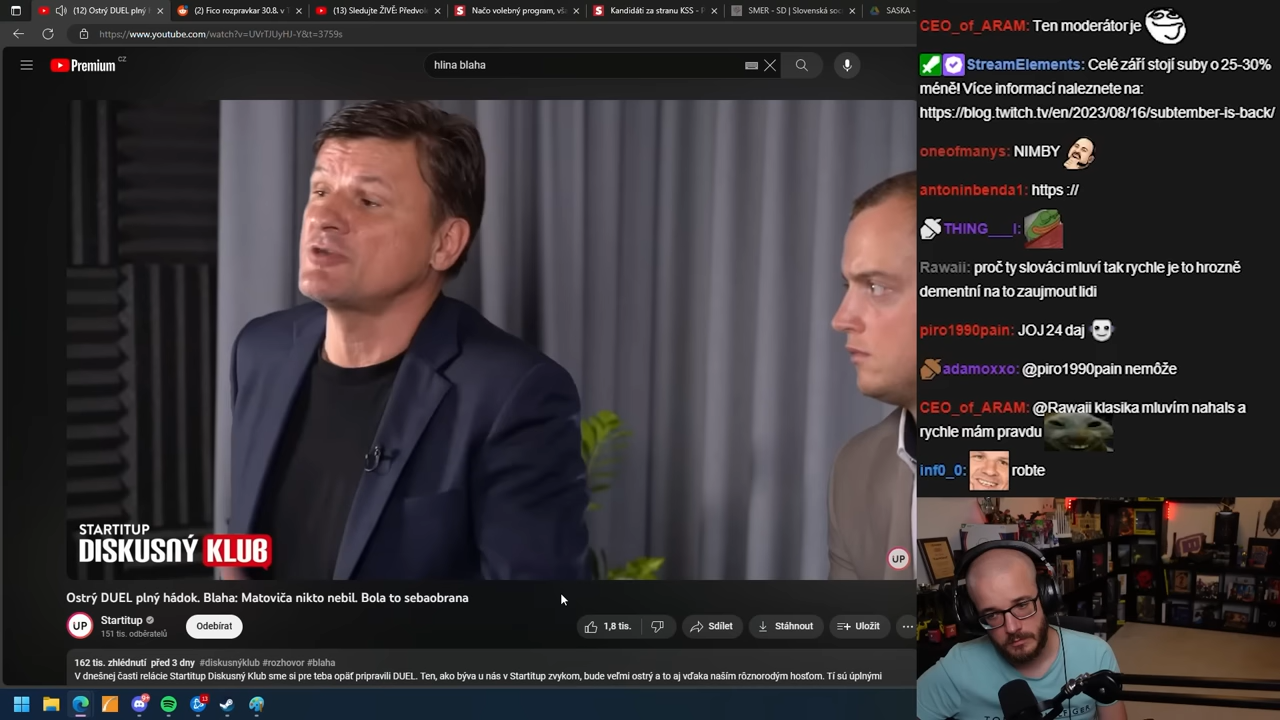 (12) Ostrý DUEL plný h
(2) Fico rozpravkar 30.8. v T
(13) Sledujte ŽIVĚ Předvol
Načo volebný program, vš
Kandidáti za stranu KSS - P
SMER - SD | Slovenská soc
SASKA
https://www.youtube.com/watch?v=UVrTJUyHJ-Y&t=3759s
Premium CZ
hlina blaha
STARTITUP
DISKUSNÝ KLUB
UP
Ostrý DUEL plný hádok. Blaha: Matoviča nikto nebil. Bola to sebaobrana
UP
Startitup
151 tis. odběratelů
Odebírat
1,8 tis.
Sdílet
Stáhnout
Uložit
162 tis. zhlédnutí před 3 dny #diskusnýklub #rozhovor #blaha
V dnešnej časti relácie Startitup Diskusný Klub sme si pre teba opäť pripravili DUEL. Ten, ako býva u nás v Startitup zvykom, bude veľmi ostrý a to aj vďaka naším rôznorodým hosťom. Tí sú úplnými
CEO_of_ARAM: Ten moderátor je
StreamElements: Celé září stojí suby o 25-30%
méně! Více informací naleznete na:
https://blog.twitch.tv/en/2023/08/16/subtember-is-back/
oneofmanys: NIMBY
antoninbenda1: https ://
THING___I:
Rawaii: proč ty slováci mluví tak rychle je to hrozně
dementní na to zaujmout lidi
piro1990pain: JOJ 24 daj
adamoxxo: @piro1990pain nemôže
CEO_of_ARAM: @Rawaii klasika mluvím nahals a
rychle mám pravdu
inf0_0: robte